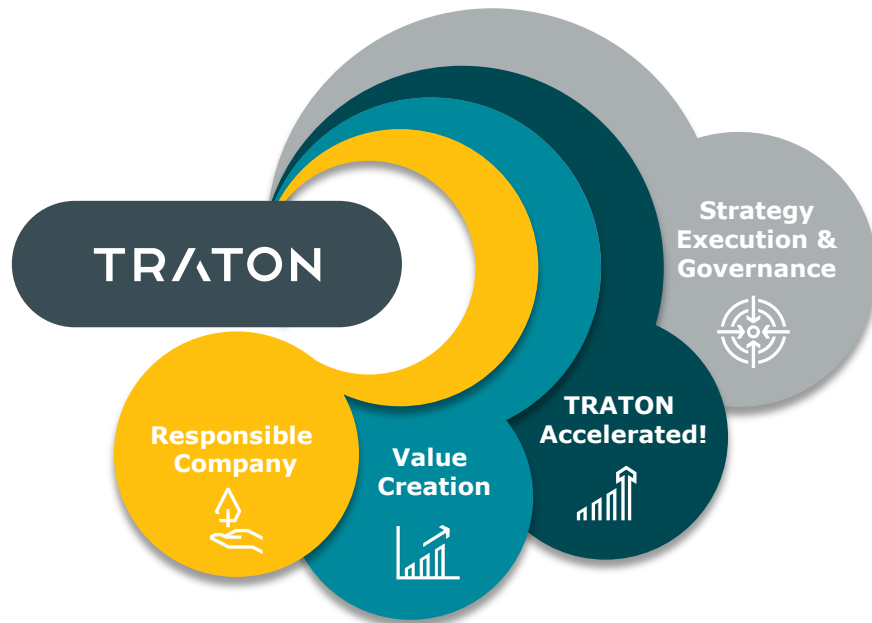 TRATON
Strategy
Execution &
Governance
TRATON
Accelerated!
Value
Creation
Responsible
Company